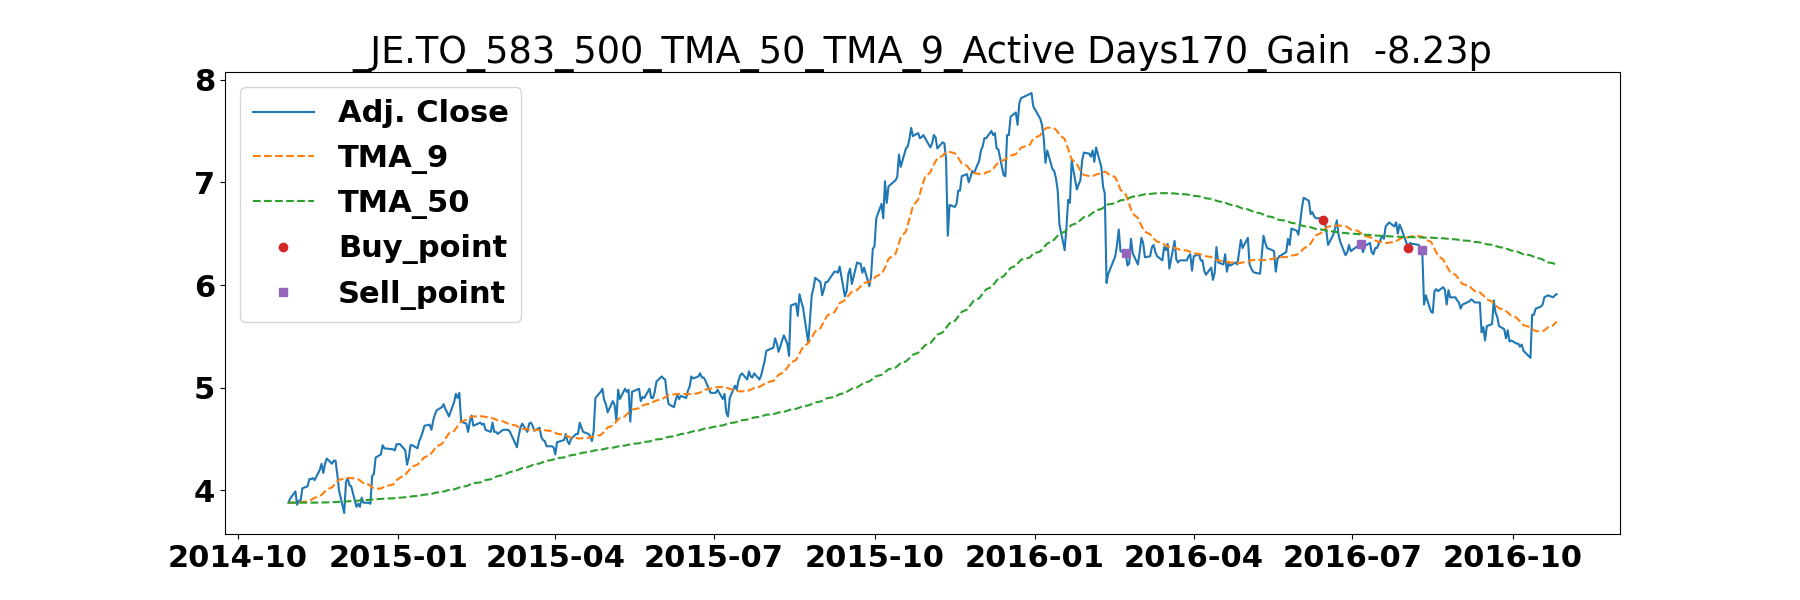 _JE.TO_583_500_TMA_50_TMA_9_Active Days170_Gain  -8.23p
8
7
6
5
4
Adj. Close
TMA_9
TMA_50
Buy_point
Sell_point
2014-10 2015-01 2015-04 2015-07 2015-10 2016-01 2016-04 2016-07 2016-10